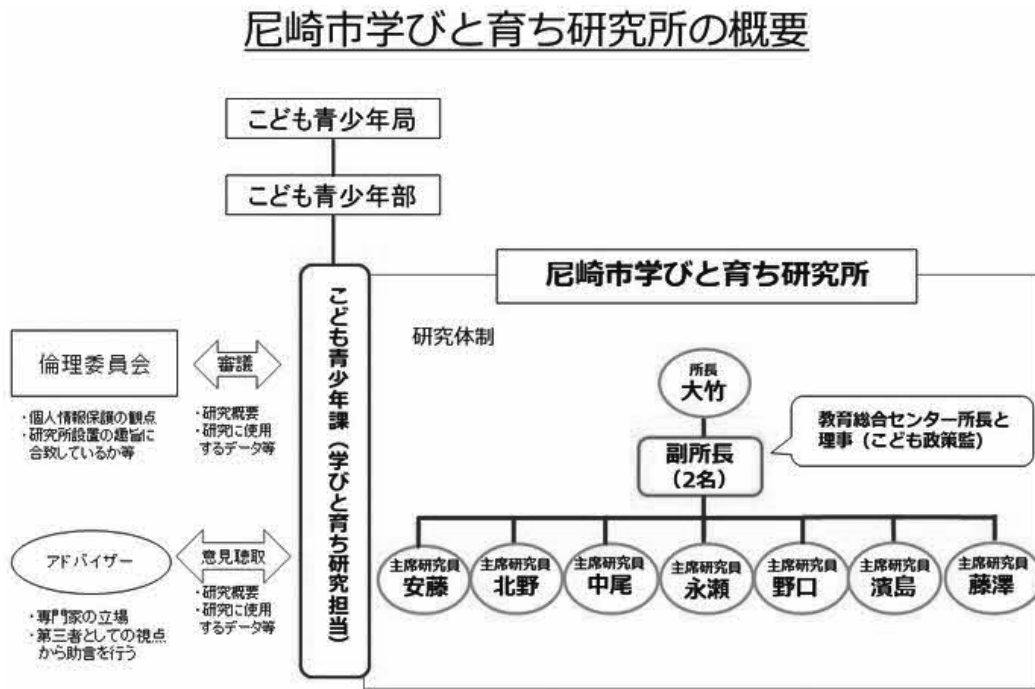 尼崎市学びと育ち研究所の概要
こども青少年局
こども青少年部
こども青少年課（学びと育ち研究担当）
倫理委員会
・個人情報保護の観点
・研究所設置の趣旨に
合致しているか等
審議
・研究概要
・研究に使用
するデータ等
アドバイザー
・専門家の立場
・第三者としての視点
から助言を行う
意見聴取
・研究概要
・研究に使用
するデータ等
尼崎市学びと育ち研究所
研究体制
所長
大竹
副所長
（2名）
教育総合センター所長と
理事（こども政策監）
主席研究員
安藤
主席研究員
北野
主席研究員
中尾
主席研究員
永瀬
主席研究員
野口
主席研究員
濱島
主席研究員
藤澤